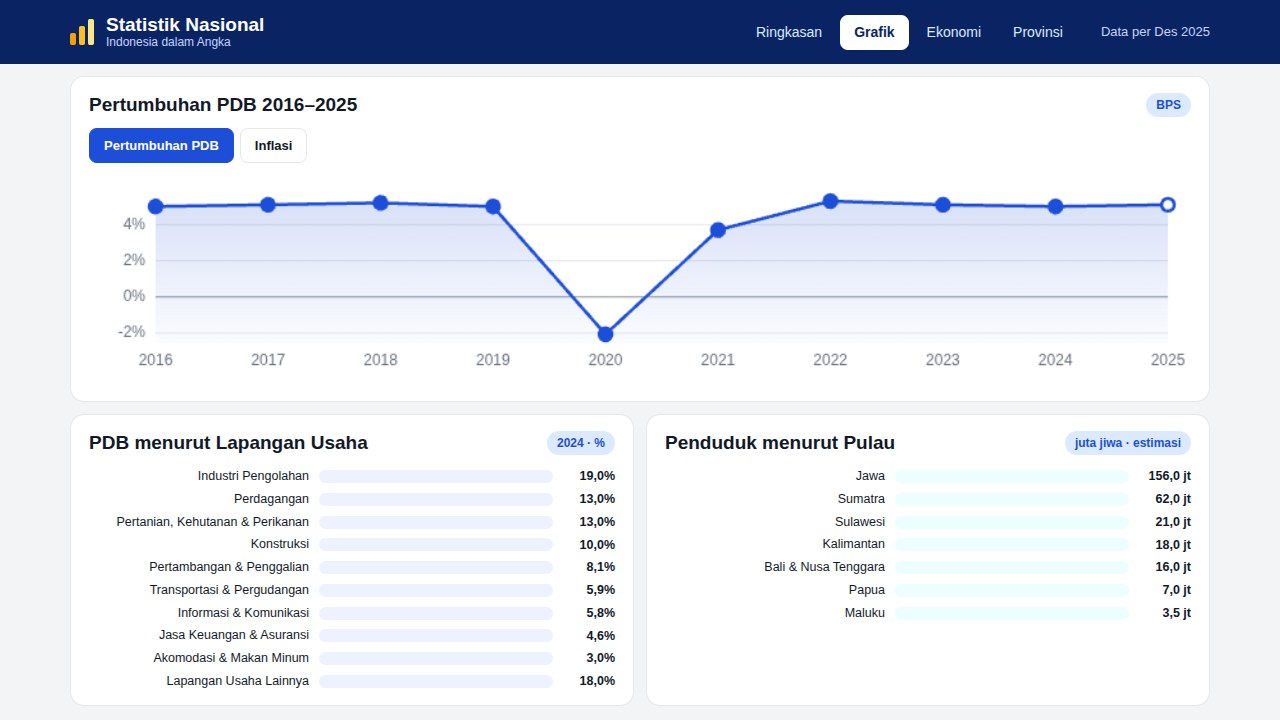 Statistik Nasional
Indonesia dalam Angka
Ringkasan
Grafik
Ekonomi
Provinsi
Data per Des 2025
Pertumbuhan PDB 2016–2025
BPS
Pertumbuhan PDB
Inflasi
4%
2%
0%
-2%
2016 2017 2018 2019 2020 2021 2022 2023 2024 2025
PDB menurut Lapangan Usaha
2024 · %
Industri Pengolahan 19,0%
Perdagangan 13,0%
Pertanian, Kehutanan & Perikanan 13,0%
Konstruksi 10,0%
Pertambangan & Penggalian 8,1%
Transportasi & Pergudangan 5,9%
Informasi & Komunikasi 5,8%
Jasa Keuangan & Asuransi 4,6%
Akomodasi & Makan Minum 3,0%
Lapangan Usaha Lainnya 18,0%
Penduduk menurut Pulau
juta jiwa · estimasi
Jawa 156,0 jt
Sumatra 62,0 jt
Sulawesi 21,0 jt
Kalimantan 18,0 jt
Bali & Nusa Tenggara 16,0 jt
Papua 7,0 jt
Maluku 3,5 jt